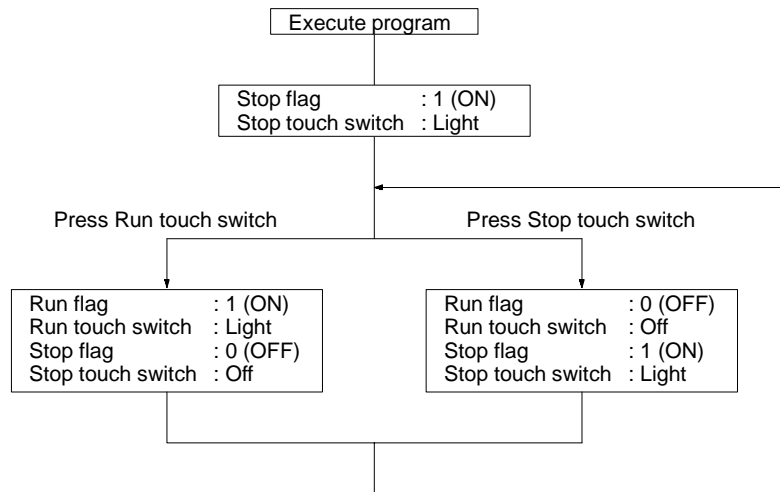 Execute program
Stop flag : 1 (ON)
Stop touch switch : Light
Press Run touch switch
Press Stop touch switch
Run flag : 1 (ON)
Run touch switch : Light
Stop flag : 0 (OFF)
Stop touch switch : Off
Run flag : 0 (OFF)
Run touch switch : Off
Stop flag : 1 (ON)
Stop touch switch : Light